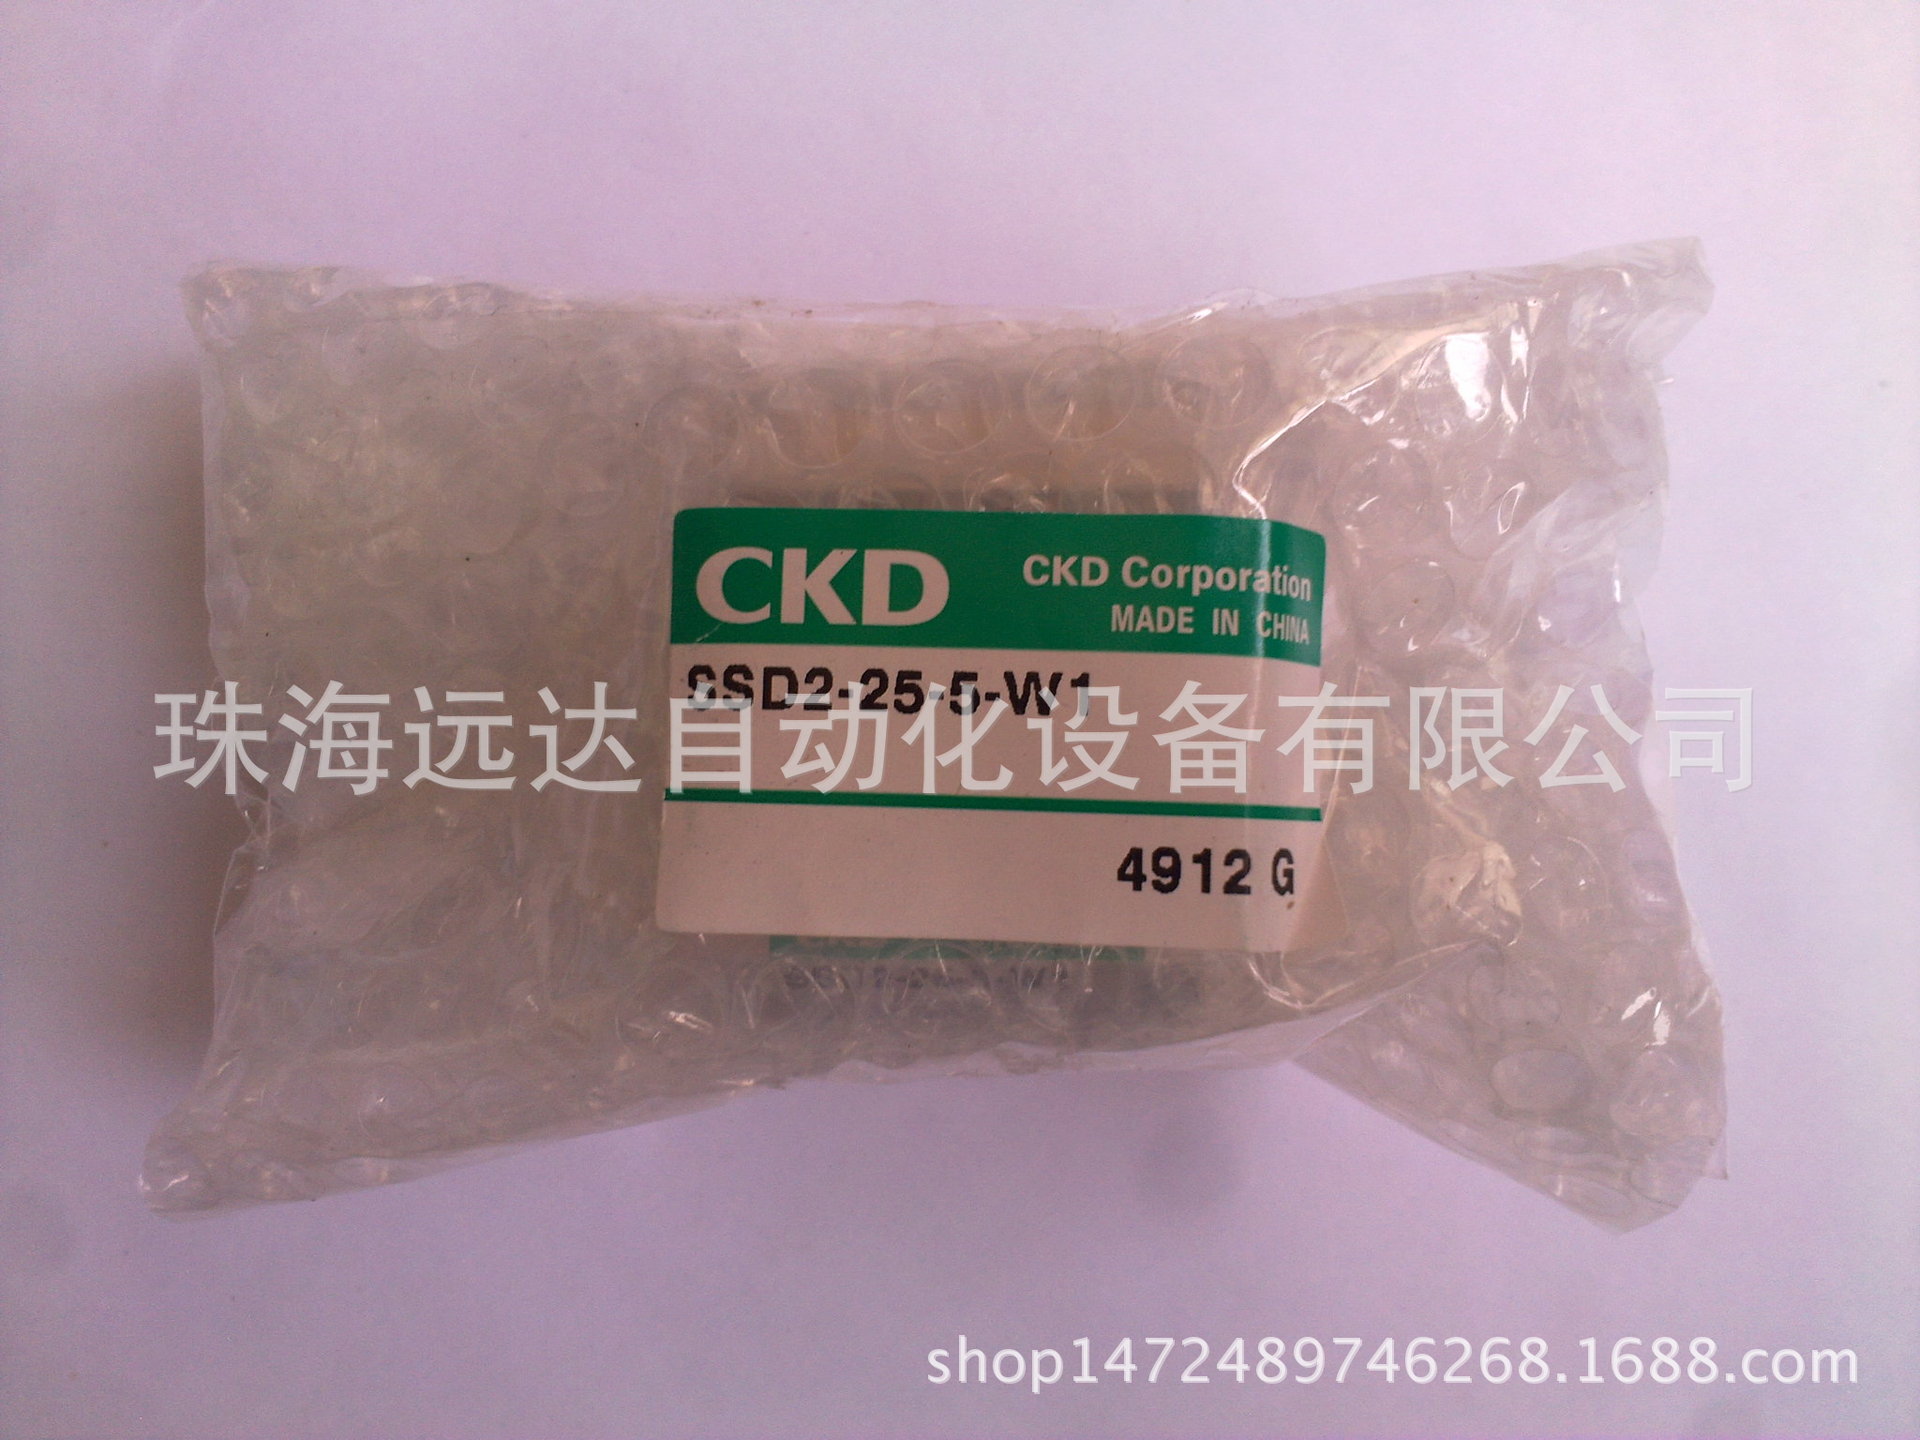 CKD
CKD Corporation
MADE IN CHINA
SSD2-25-5-W1
珠海远达自动化设备有限公司
4912 G
shop1472489746268.1688.com